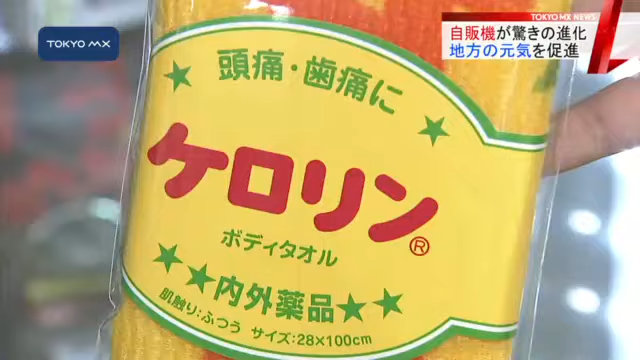 TOKYO MX
TOKYO MX NEWS
自販機が驚きの進化
地方の元気を促進
頭痛・歯痛に
ケロリン®
ボディタオル
★★内外薬品★★
肌触り:ふつう サイズ:28×100cm